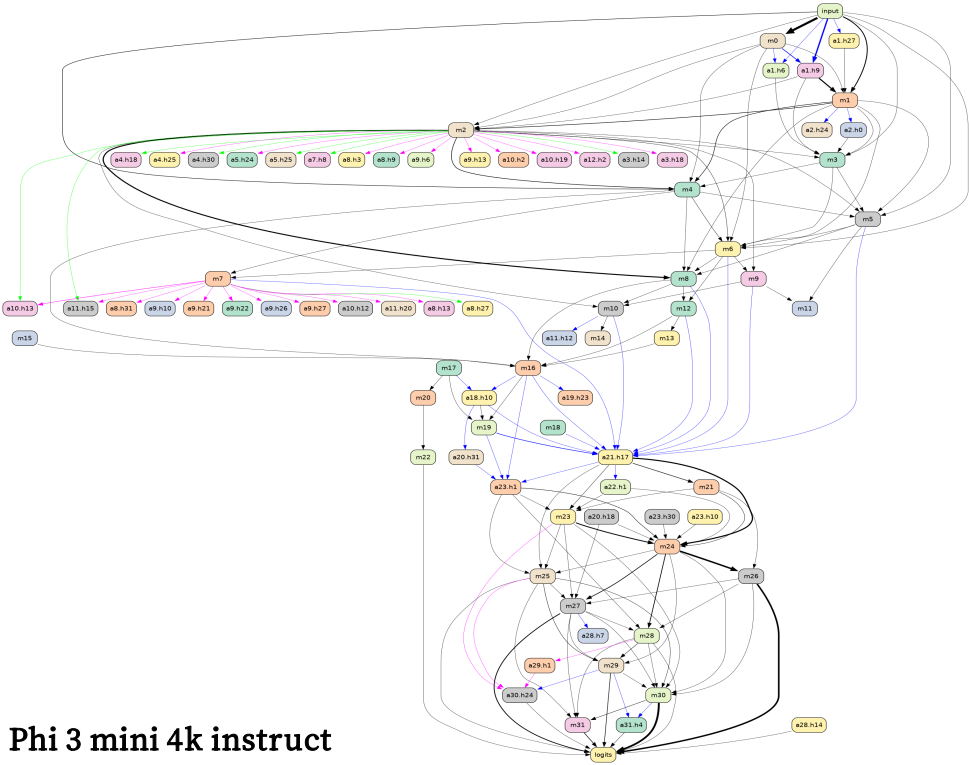 input
m0 a1.h27
a1.h6 a1.h9
m1
m2 a2.h24 a2.h0
a4.h18 a4.h25 a4.h30 a5.h24 a5.h25 a7.h8 a8.h3 a8.h9 a9.h6 a9.h13 a10.h2 a10.h19 a12.h2 a3.h14 a3.h18 m3
m4
m5
m6
m7 m8 m9
a10.h13 a11.h15 a8.h31 a9.h10 a9.h21 a9.h22 a9.h26 a9.h27 a10.h12 a11.h20 a8.h13 a8.h27 m10 m12 m11
m15 a11.h12 m14 m13
m17 m16
m20 a18.h10 a19.h23
m19 m18
m22 a20.h31 a21.h17
a23.h1 a22.h1 m21
m23 a20.h18 a23.h30 a23.h10
m24
m25 m26
m27
a28.h7 m28
a29.h1 m29
a30.h24 m30
m31 a31.h4 a28.h14
Phi 3 mini 4k instruct
logits